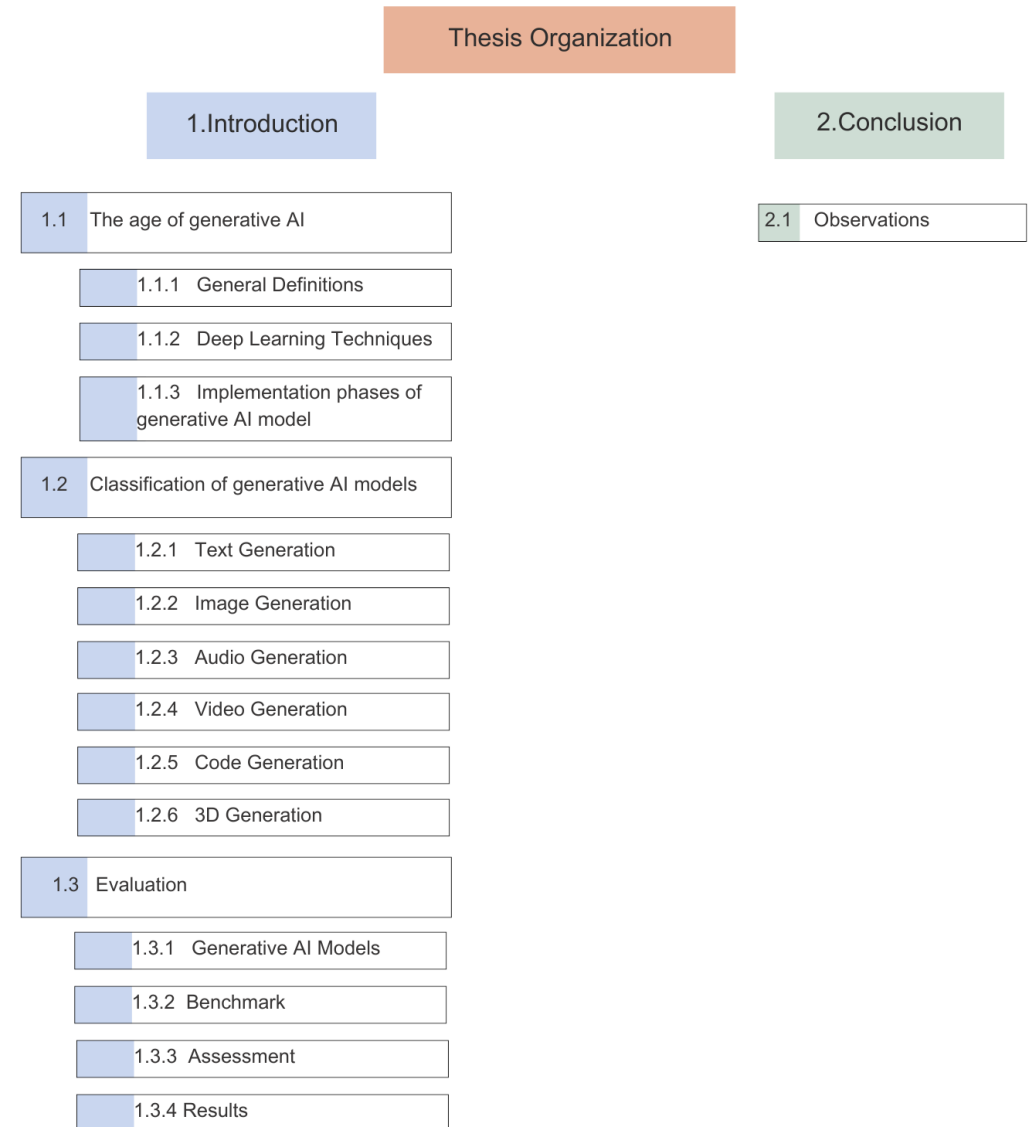 Thesis Organization
1.Introduction
1.1 The age of generative AI
1.1.1 General Definitions
1.1.2 Deep Learning Techniques
1.1.3 Implementation phases of
generative AI model
1.2 Classification of generative AI models
1.2.1 Text Generation
1.2.2 Image Generation
1.2.3 Audio Generation
1.2.4 Video Generation
1.2.5 Code Generation
1.2.6 3D Generation
1.3 Evaluation
1.3.1 Generative AI Models
1.3.2 Benchmark
1.3.3 Assessment
1.3.4 Results
2.Conclusion
2.1 Observations